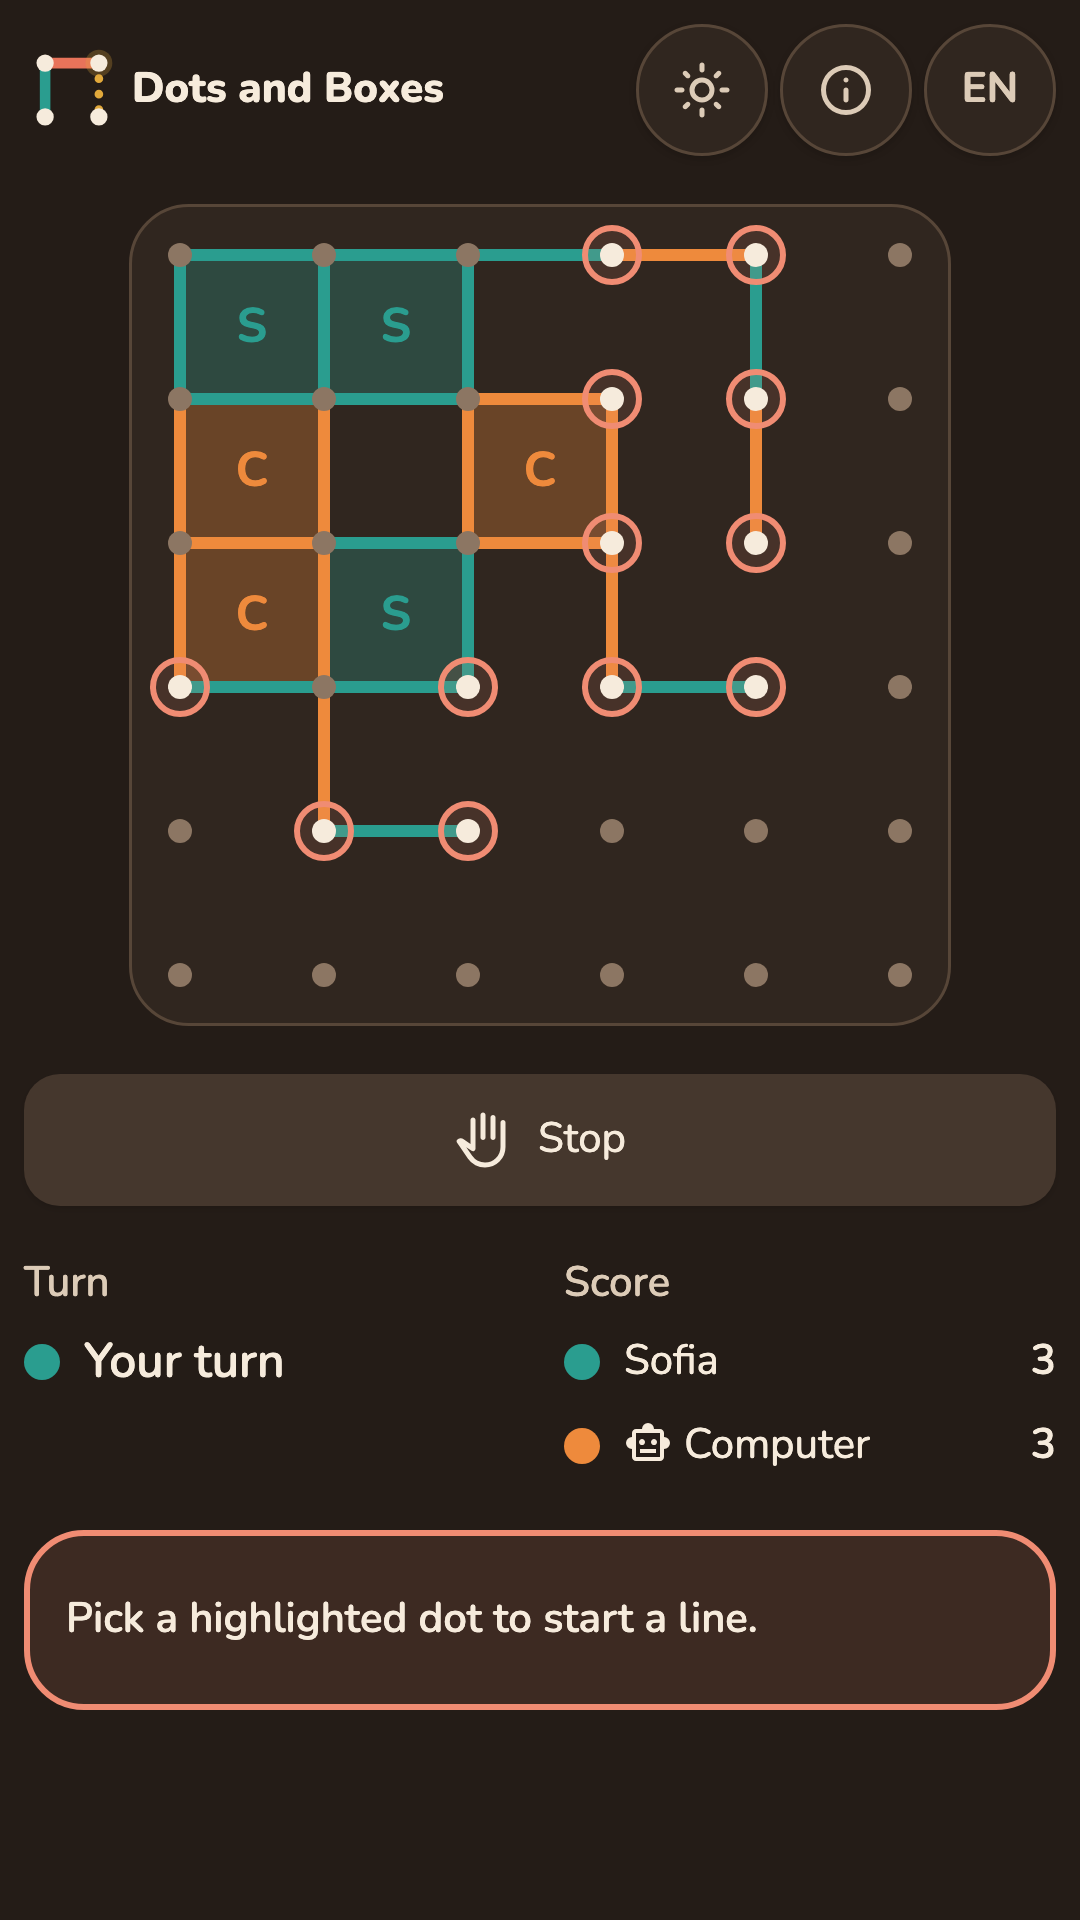 Dots and Boxes
EN
S S
C C
C S
Stop
Turn
Your turn
Score
Sofia 3
Computer 3
Pick a highlighted dot to start a line.